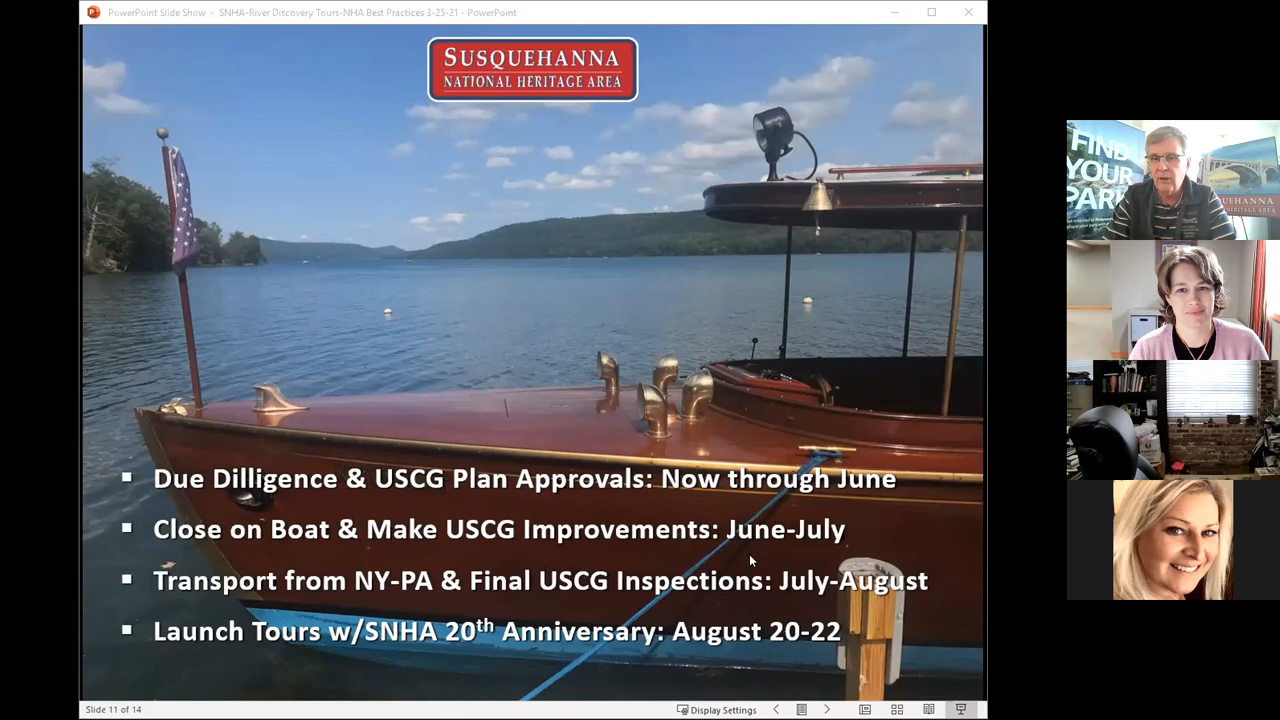 PowerPoint Slide Show - SNHA-River Discovery Tours-NHA Best Practices 3-25-21 - PowerPoint
SUSQUEHANNA
NATIONAL HERITAGE AREA
▪ Due Dilligence & USCG Plan Approvals: Now through June
▪ Close on Boat & Make USCG Improvements: June-July
▪ Transport from NY-PA & Final USCG Inspections: July-August
▪ Launch Tours w/SNHA 20th Anniversary: August 20-22
Slide 11 of 14
Display Settings
FIND
YOUR
PARK
HERITAGE AREA